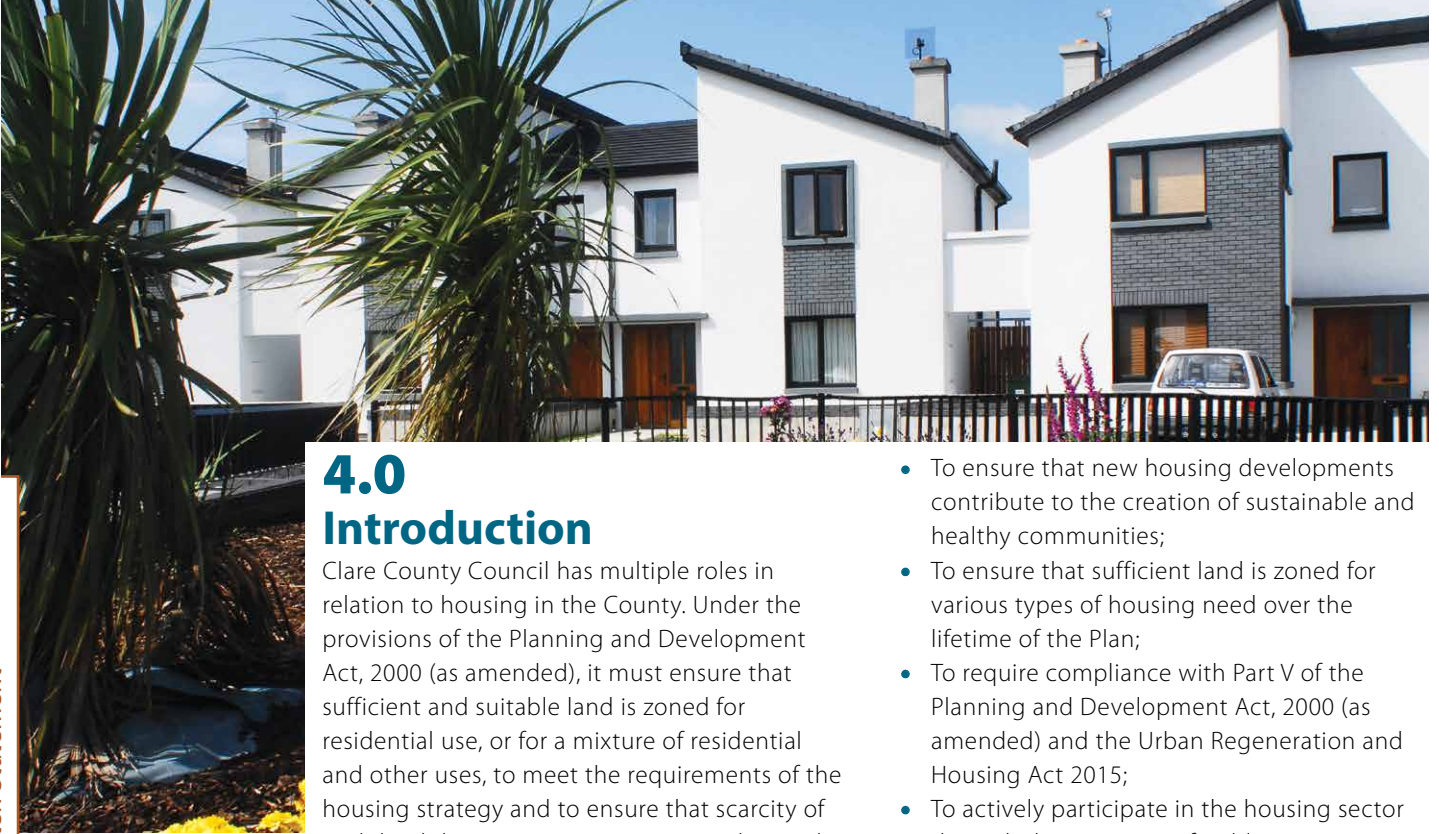 4.0
Introduction
Clare County Council has multiple roles in
relation to housing in the County. Under the
provisions of the Planning and Development
Act, 2000 (as amended), it must ensure that
sufficient and suitable land is zoned for
residential use, or for a mixture of residential
and other uses, to meet the requirements of the
housing strategy and to ensure that scarcity of
• To ensure that new housing developments
contribute to the creation of sustainable and
healthy communities;
• To ensure that sufficient land is zoned for
various types of housing need over the
lifetime of the Plan;
• To require compliance with Part V of the
Planning and Development Act, 2000 (as
amended) and the Urban Regeneration and
Housing Act 2015;
• To actively participate in the housing sector